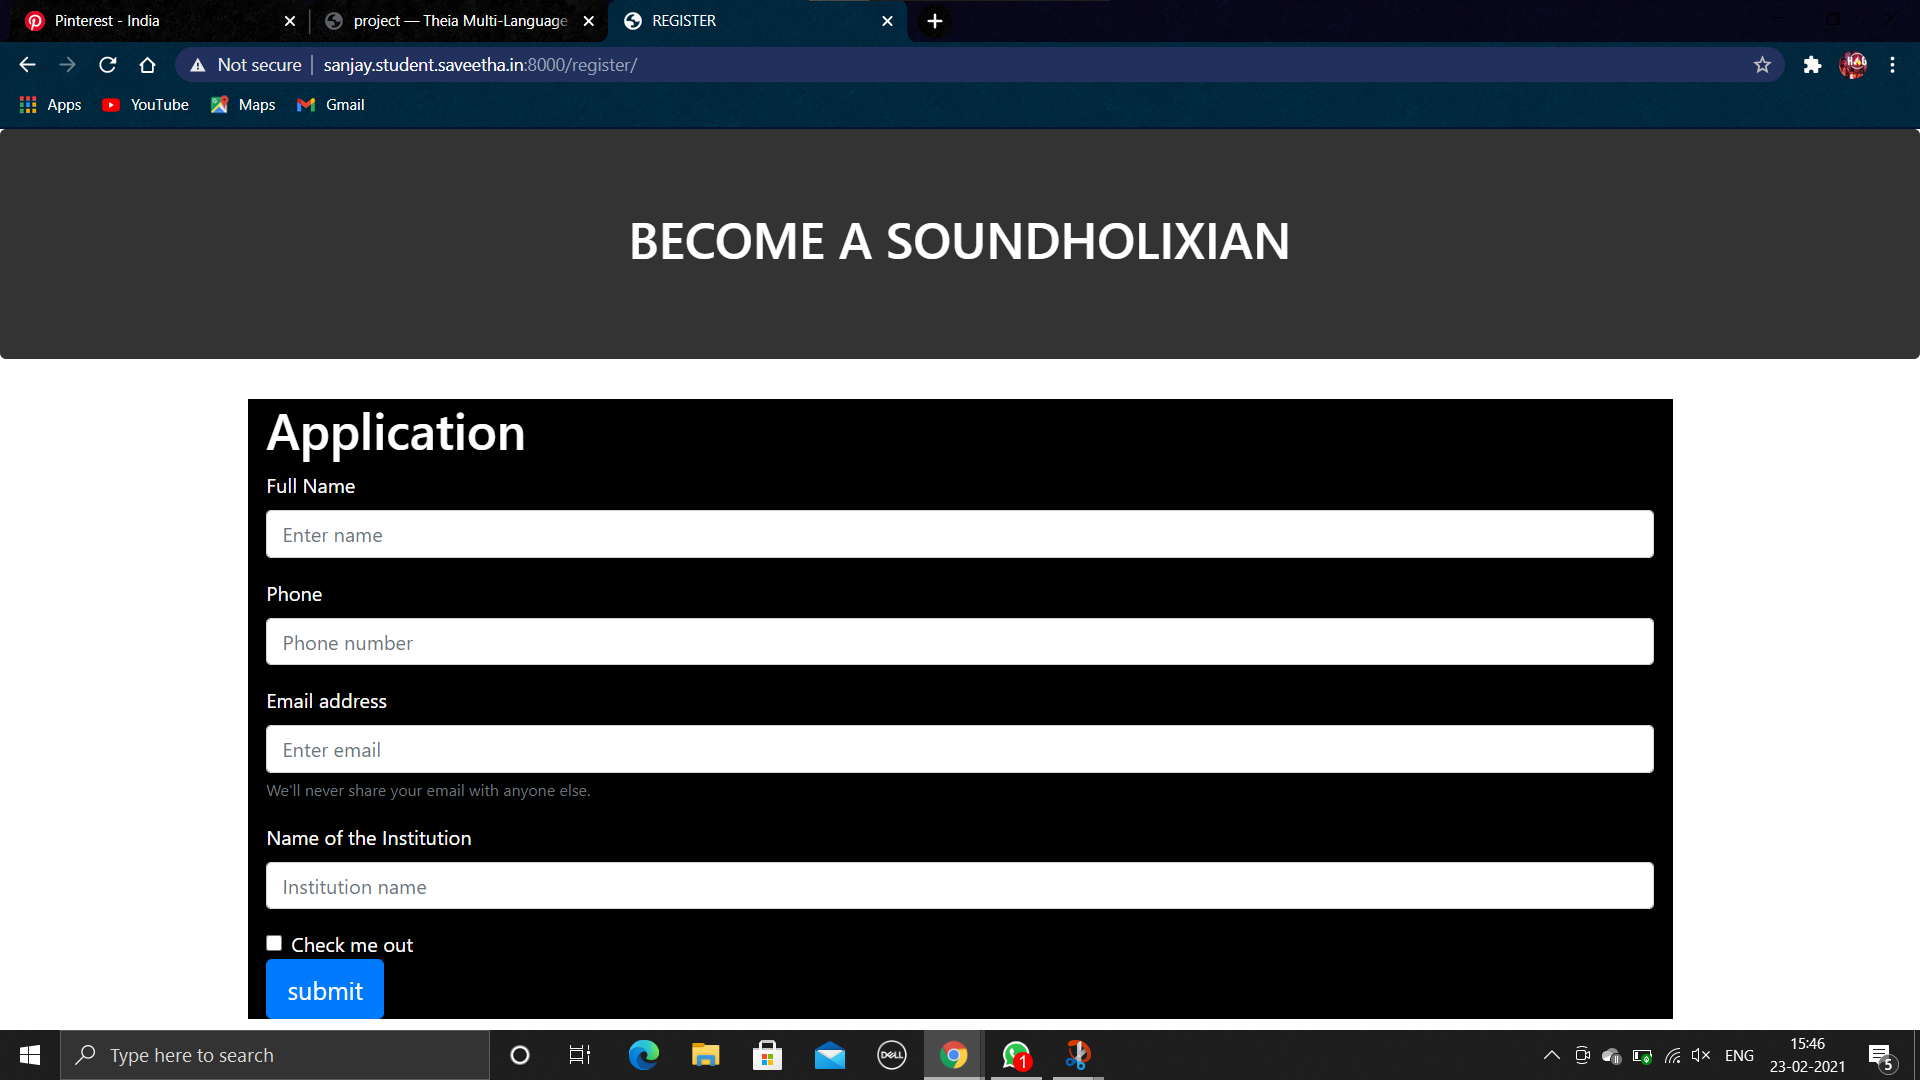 Pinterest - India
project — Theia Multi-Language
REGISTER
Not secure
sanjay.student.saveetha.in:8000/register/
Apps
YouTube
Maps
Gmail
BECOME A SOUNDHOLIXIAN
Application
Full Name
Enter name
Phone
Phone number
Email address
Enter email
We'll never share your email with anyone else.
Name of the Institution
Institution name
Check me out
submit
Type here to search
DELL
1
ENG
15:46
23-02-2021
5